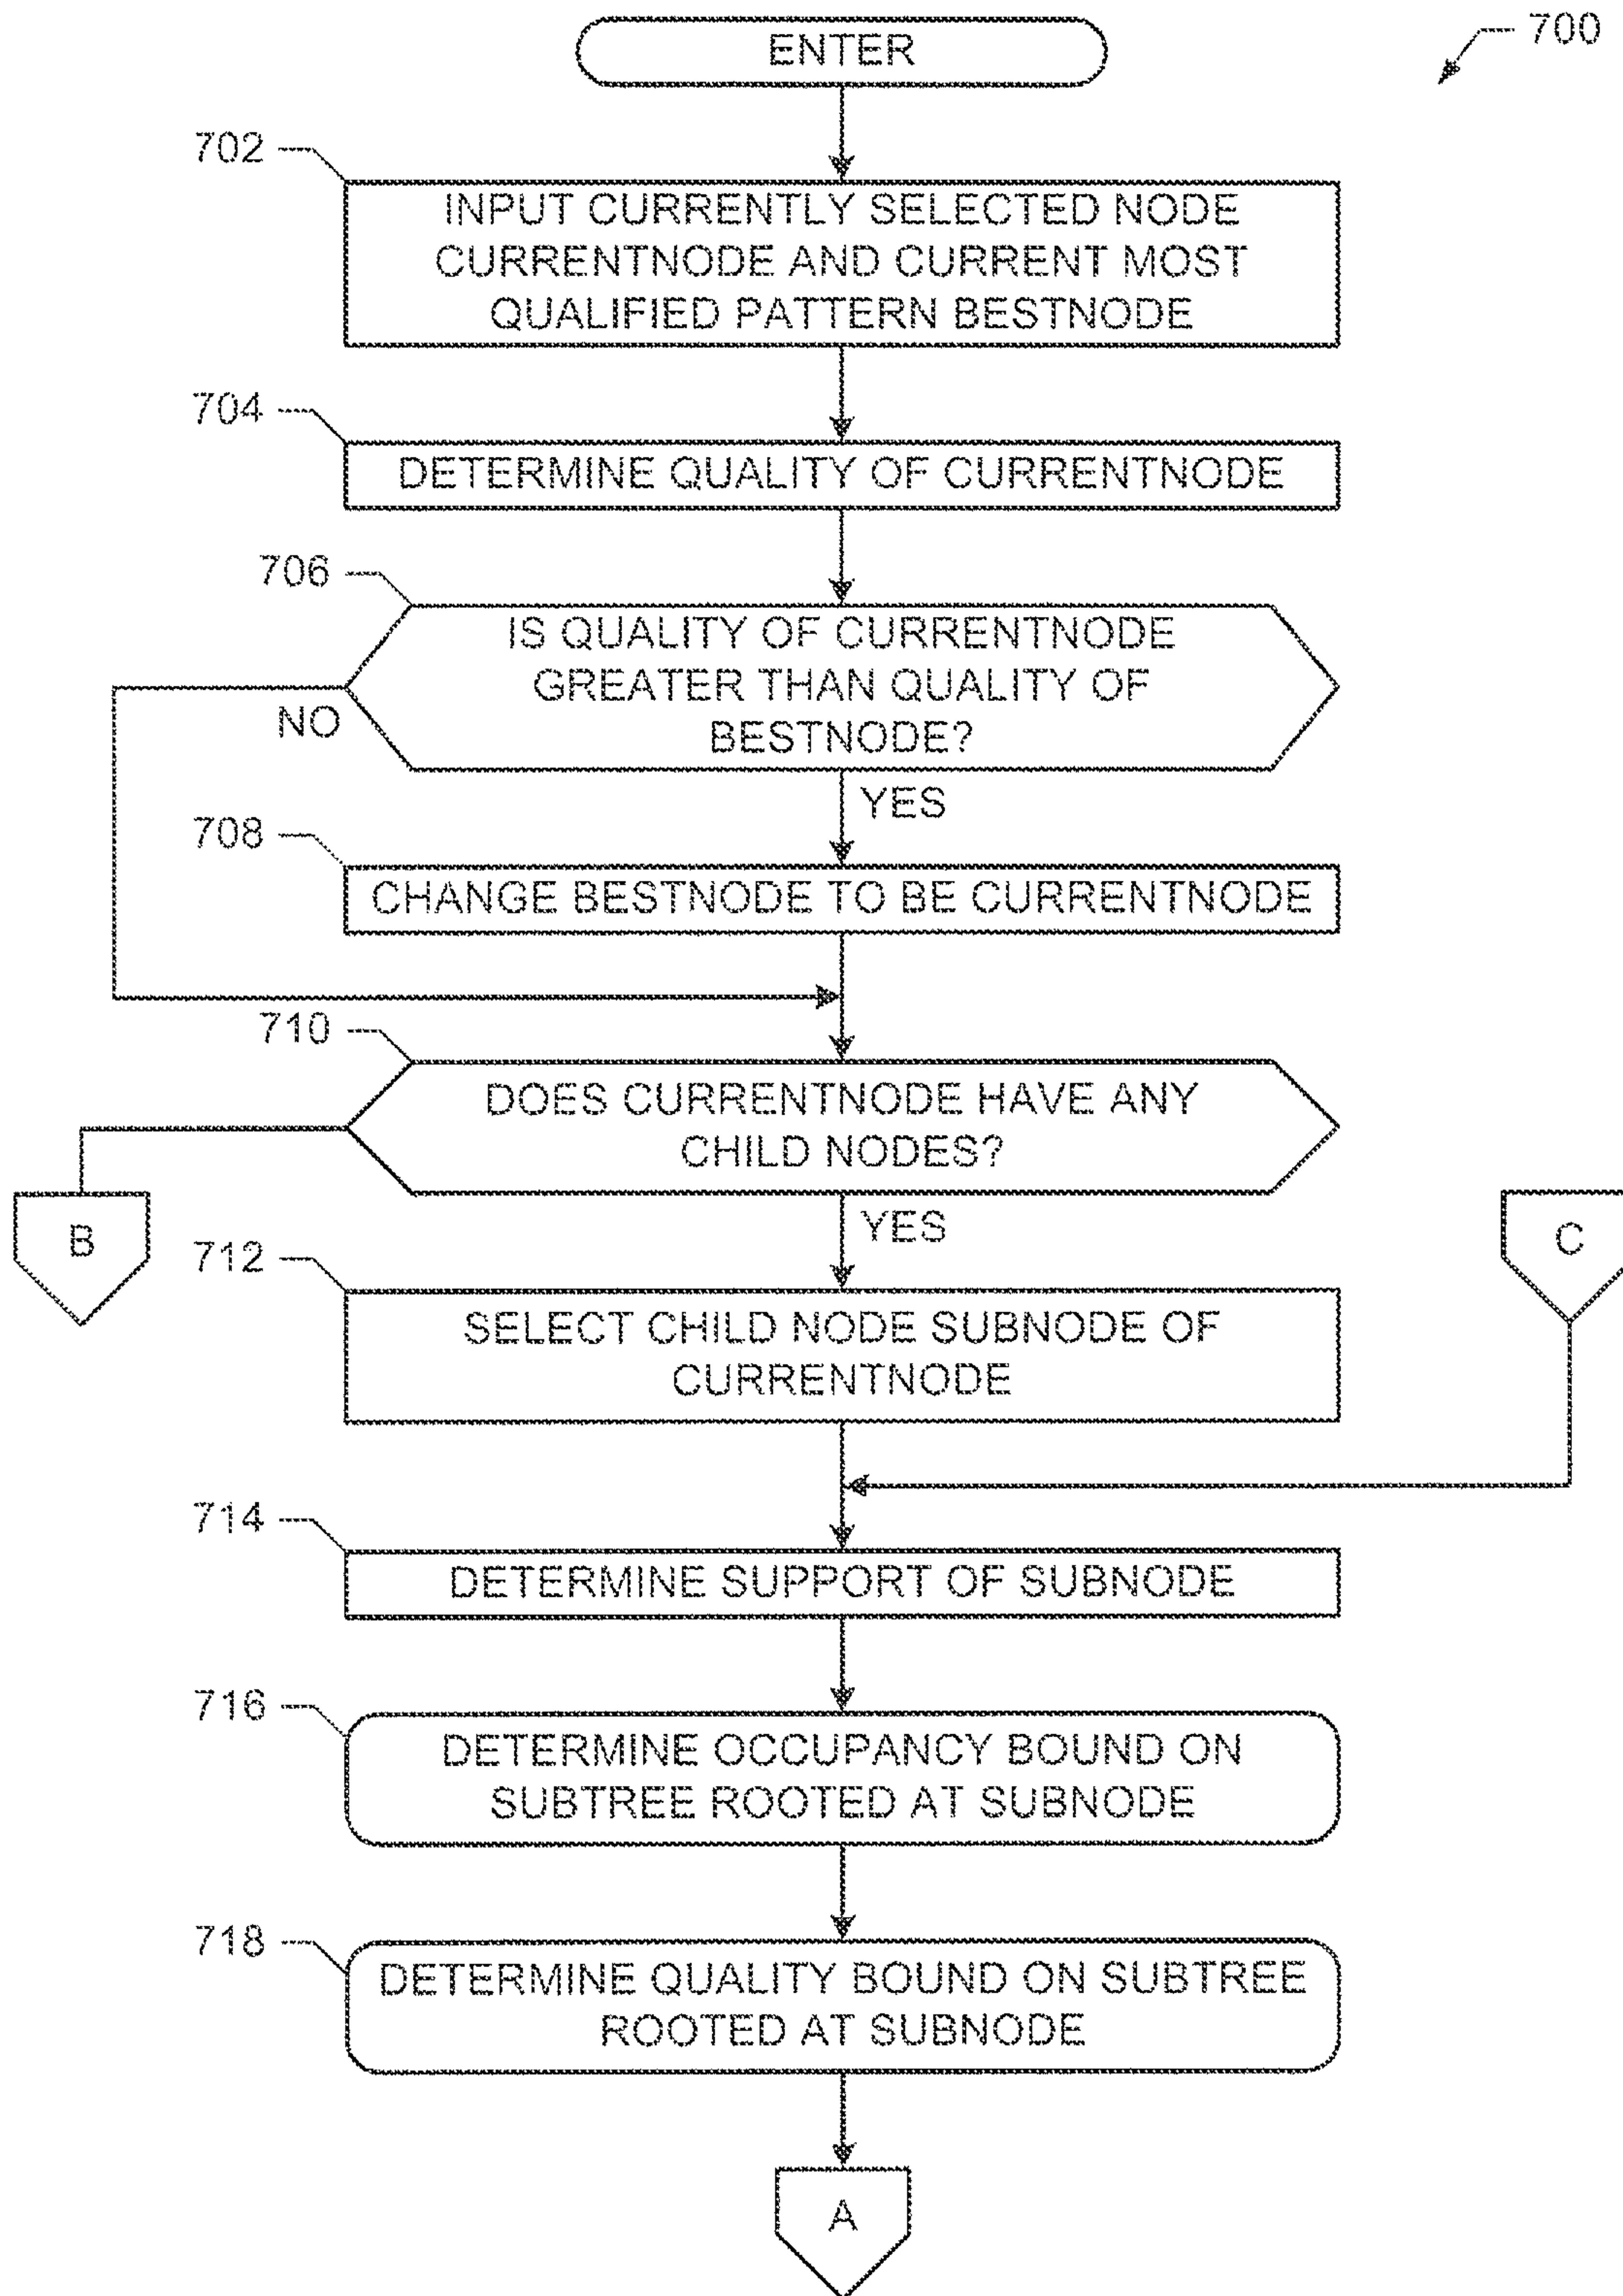 ENTER
700
702
INPUT CURRENTLY SELECTED NODE
CURRENTNODE AND CURRENT MOST
QUALIFIED PATTERN BESTNODE
704
DETERMINE QUALITY OF CURRENTNODE
706
IS QUALITY OF CURRENTNODE
GREATER THAN QUALITY OF
BESTNODE?
NO
YES
708
CHANGE BESTNODE TO BE CURRENTNODE
710
DOES CURRENTNODE HAVE ANY
CHILD NODES?
B
YES
C
712
SELECT CHILD NODE SUBNODE OF
CURRENTNODE
714
DETERMINE SUPPORT OF SUBNODE
716
DETERMINE OCCUPANCY BOUND ON
SUBTREE ROOTED AT SUBNODE
718
DETERMINE QUALITY BOUND ON SUBTREE
ROOTED AT SUBNODE
A